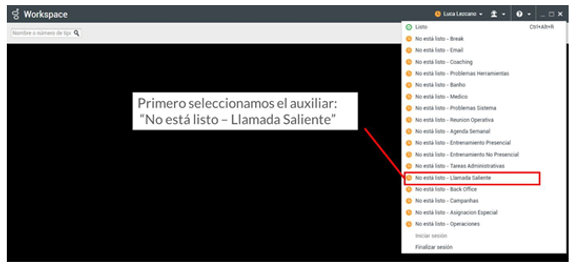 Workspace
Luca Lezcano
Nombre o número de tipo
Listo Ctrl+Alt+R
No está listo - Break
No está listo - Email
No está listo - Coaching
No está listo - Problemas Herramientas
No está listo - Banho
No está listo - Medico
No está listo - Problemas Sistema
No está listo - Reunion Operativa
No está listo - Agenda Semanal
No está listo - Entrenamiento Presencial
No está listo - Entrenamiento No Presencial
No está listo - Tareas Administrativas
No está listo - Llamada Saliente
No está listo - Back Office
No está listo - Campanhas
No está listo - Asignacion Especial
No está listo - Operaciones
Iniciar sesión
Finalizar sesión
Primero seleccionamos el auxiliar:
“No está listo – Llamada Saliente”